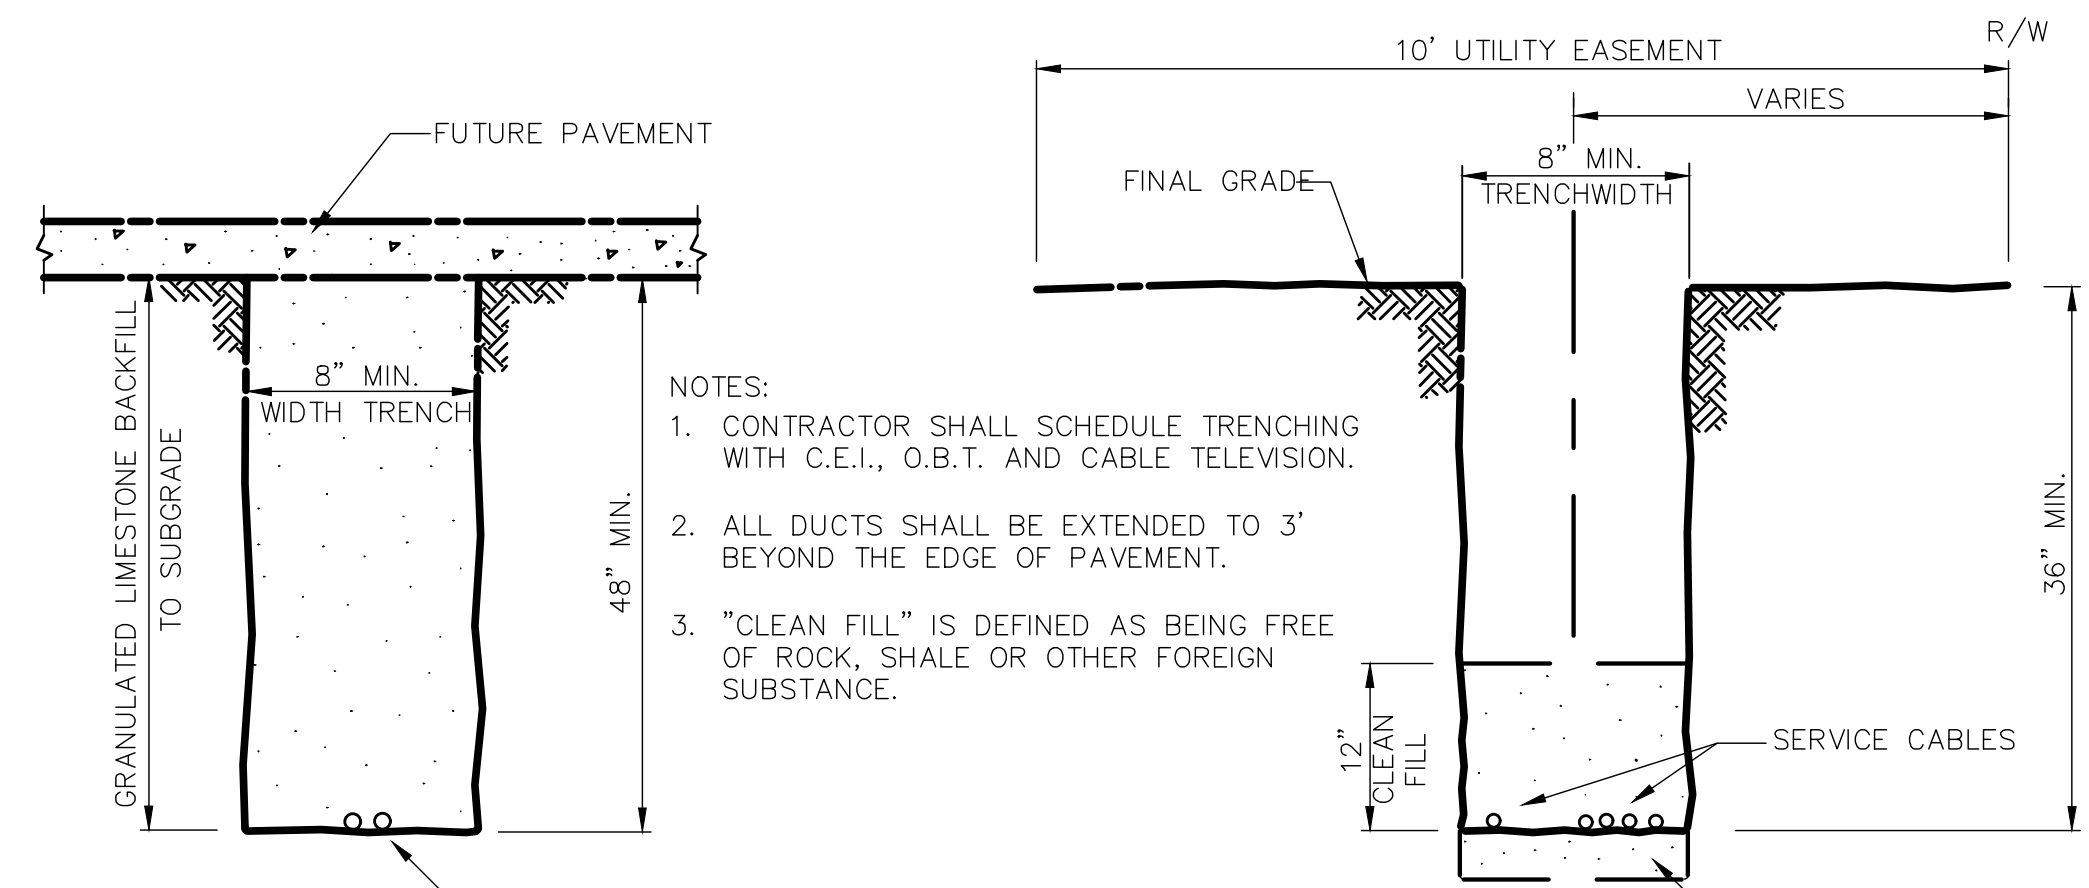 FUTURE PAVEMENT
GRANULATED LIMESTONE BACKFILL
TO SUBGRADE
8" MIN.
WIDTH TRENCH
48" MIN.
NOTES:
1. CONTRACTOR SHALL SCHEDULE TRENCHING
WITH C.E.I., O.B.T. AND CABLE TELEVISION.
2. ALL DUCTS SHALL BE EXTENDED TO 3'
BEYOND THE EDGE OF PAVEMENT.
3. "CLEAN FILL" IS DEFINED AS BEING FREE
OF ROCK, SHALE OR OTHER FOREIGN
SUBSTANCE.
R/W
10' UTILITY EASEMENT
VARIES
8" MIN.
TRENCHWIDTH
FINAL GRADE
36" MIN.
12"
CLEAN
FILL
SERVICE CABLES